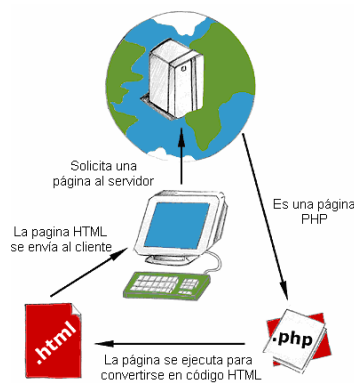 Solicita una
página al servidor
Es una página
PHP
La pagina HTML
se envía al cliente
.html
.php
La página se ejecuta para
convertirse en código HTML